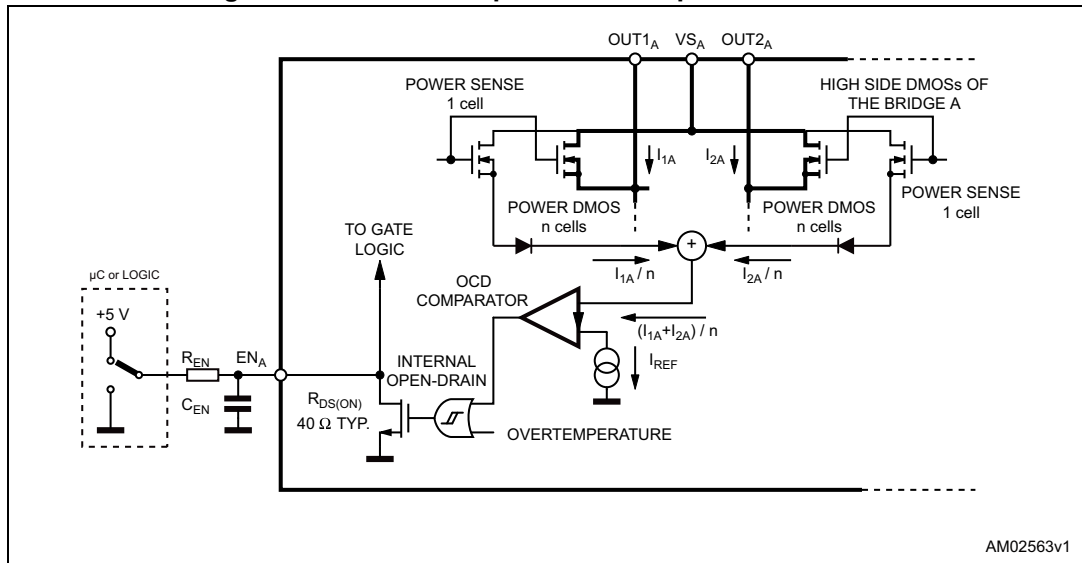 OUT1A VSA OUT2A
POWER SENSE
1 cell
HIGH SIDE DMOSs OF
THE BRIDGE A
I1A
I2A
POWER SENSE
1 cell
POWER DMOS
n cells
POWER DMOS
n cells
TO GATE
LOGIC
+
I1A / n
I2A / n
µC or LOGIC
OCD
COMPARATOR
+5 V
(I1A+I2A) / n
REN
ENA
INTERNAL
OPEN-DRAIN
IREF
CEN
RDS(ON)
40 Ω TYP.
OVERTEMPERATURE
AM02563v1